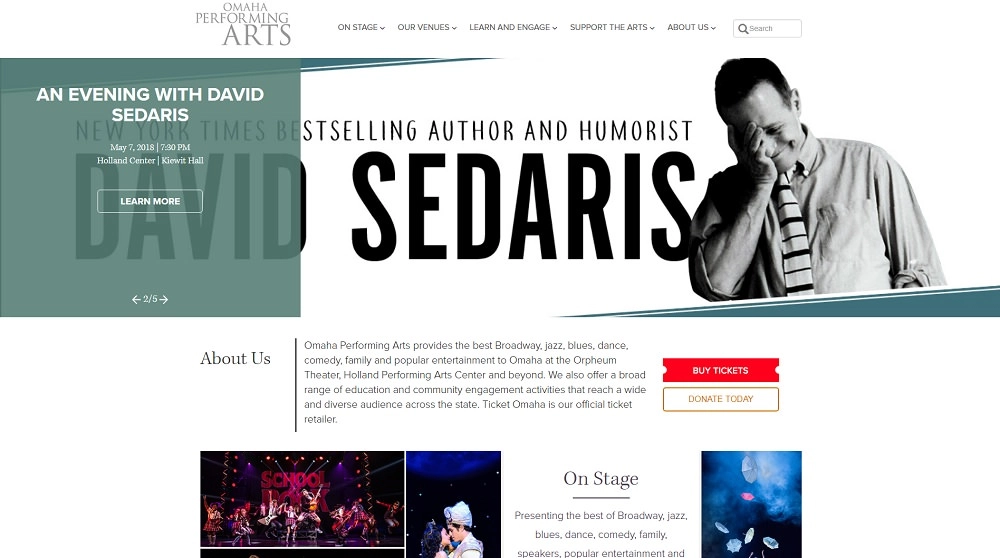 OMAHA
PERFORMING
ARTS
ON STAGE
OUR VENUES
LEARN AND ENGAGE
SUPPORT THE ARTS
ABOUT US
Search
AN EVENING WITH DAVID
SEDARIS
May 7, 2018 | 7:30 PM
Holland Center | Kiewit Hall
LEARN MORE
2/5
NEW YORK TIMES BESTSELLING AUTHOR AND HUMORIST
DAVID SEDARIS
About Us
Omaha Performing Arts provides the best Broadway, jazz, blues, dance,
comedy, family and popular entertainment to Omaha at the Orpheum
Theater, Holland Performing Arts Center and beyond. We also offer a broad
range of education and community engagement activities that reach a wide
and diverse audience across the state. Ticket Omaha is our official ticket
retailer.
BUY TICKETS
DONATE TODAY
SCHOOL
ROCK
On Stage
Presenting the best of Broadway, jazz,
blues, dance, comedy, family,
speakers, popular entertainment and